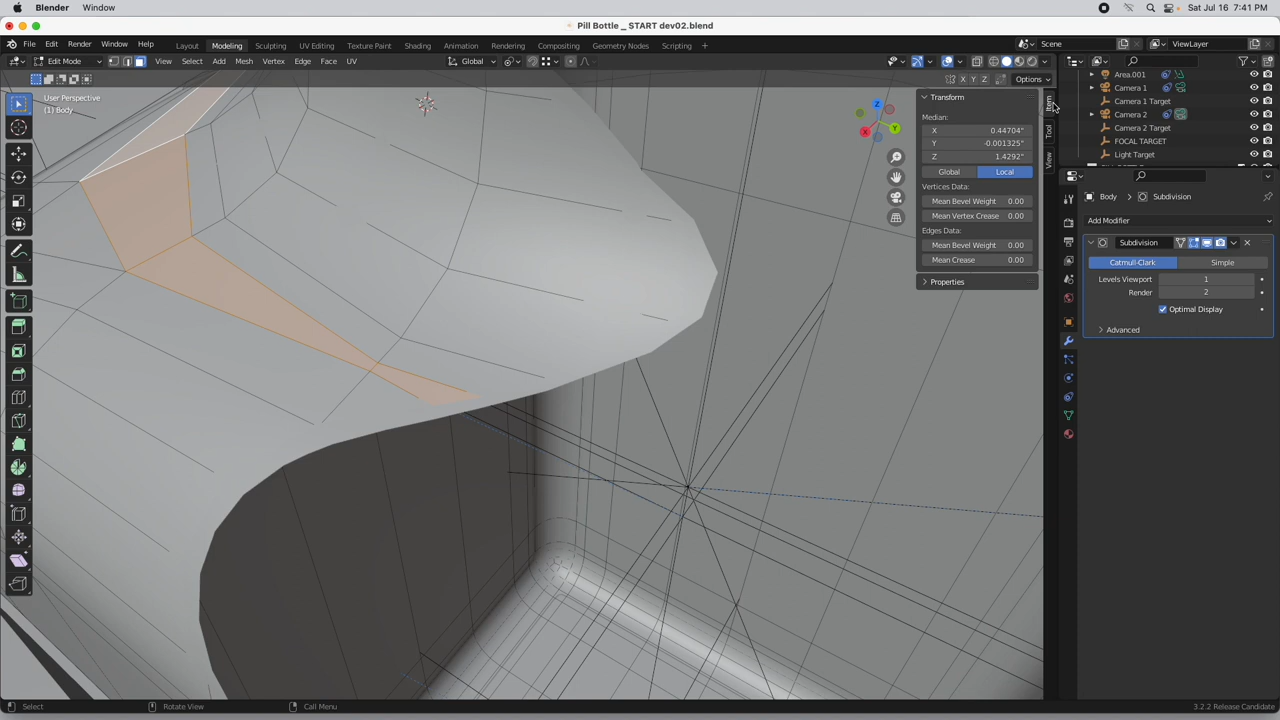 Blender Window Sat Jul 16 7:41 PM
Pill Bottle _ START dev02.blend
File Edit Render Window Help Layout Modeling Sculpting UV Editing Texture Paint Shading Animation Rendering Compositing Geometry Nodes Scripting + Scene ViewLayer
Edit Mode View Select Add Mesh Vertex Edge Face UV Global
X Y Z Options
User Perspective
(1) Body
Z
Y
X
Item
Tool
View
Transform
Median:
X 0.44704"
Y -0.001325"
Z 1.4292"
Global Local
Vertices Data:
Mean Bevel Weight 0.00
Mean Vertex Crease 0.00
Edges Data:
Mean Bevel Weight 0.00
Mean Crease 0.00
Properties
Area.001
Camera 1
Camera 1 Target
Camera 2
Camera 2 Target
FOCAL TARGET
Light Target
Body Subdivision
Add Modifier
Subdivision
Catmull-Clark Simple
Levels Viewport 1
Render 2
Optimal Display
Advanced
Select Rotate View Call Menu 3.2.2 Release Candidate